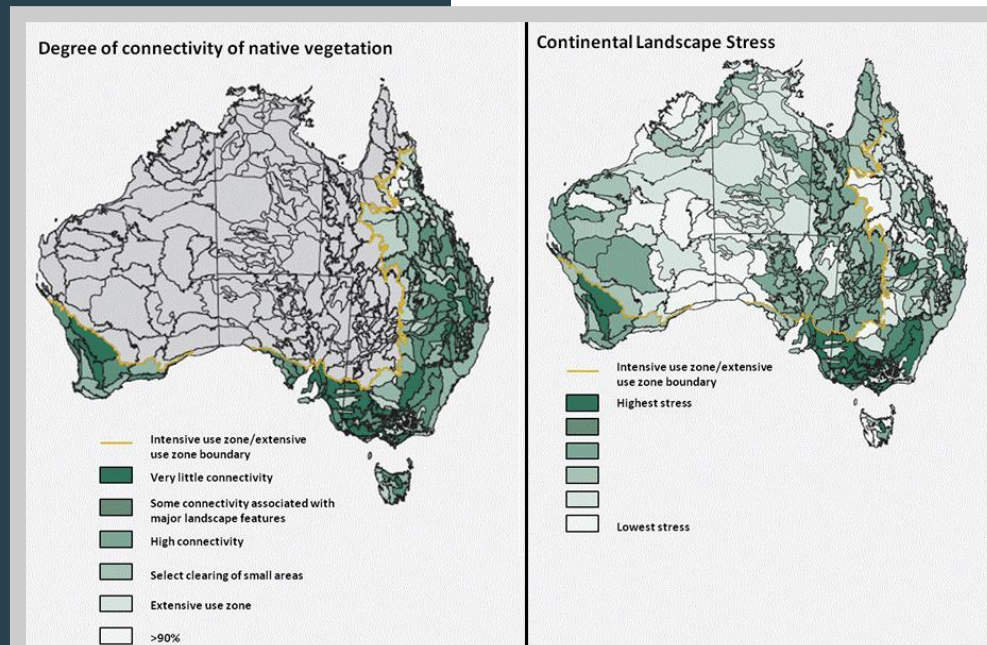 Degree of connectivity of native vegetation
Intensive use zone/extensive
use zone boundary
Very little connectivity
Some connectivity associated with
major landscape features
High connectivity
Select clearing of small areas
Extensive use zone
>90%
Continental Landscape Stress
Intensive use zone/extensive
use zone boundary
Highest stress
Lowest stress